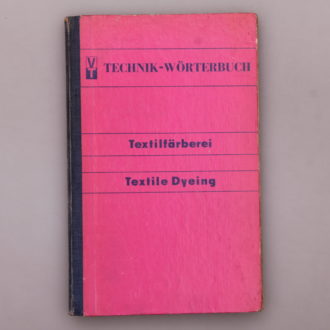 VT TECHNIK-WÖRTERBUCH
Textilfärberei
Textile Dyeing